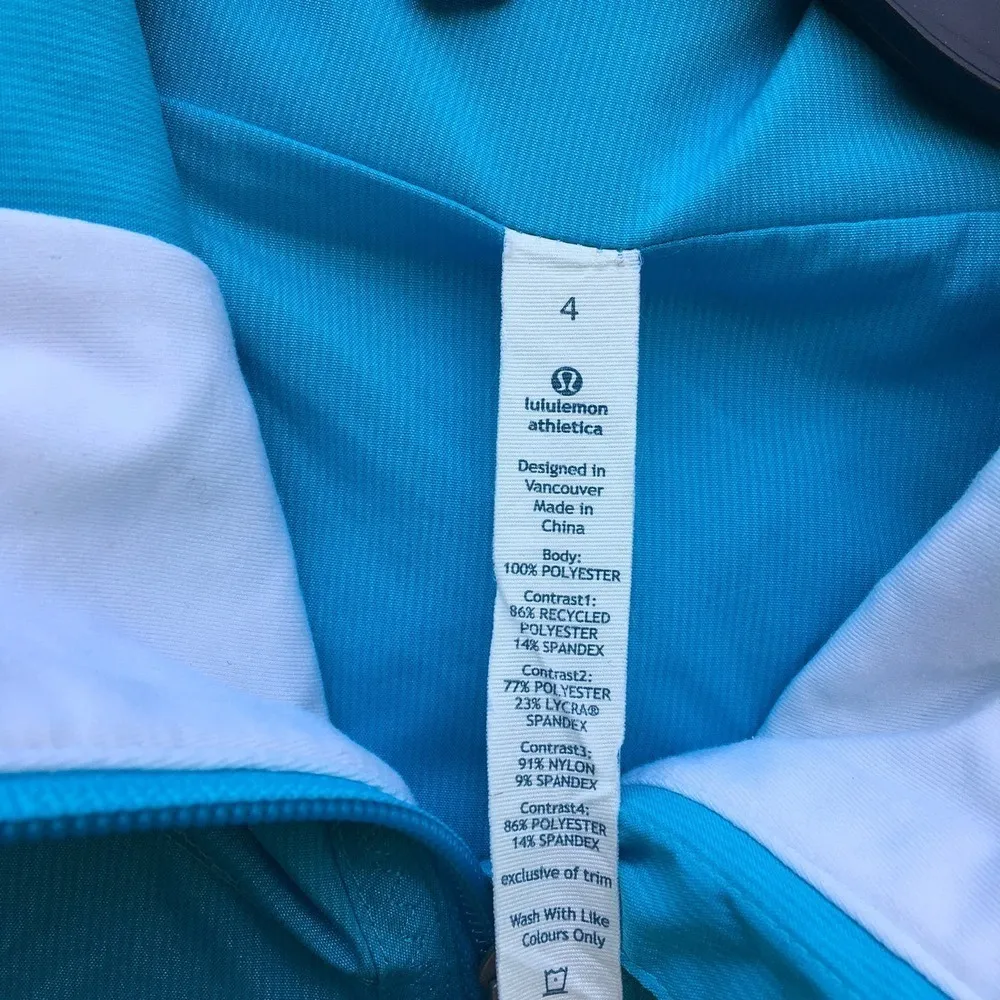 4
lululemon
athletica
Designed in
Vancouver
Made in
China
Body:
100% POLYESTER
Contrast1:
86% RECYCLED
POLYESTER
14% SPANDEX
Contrast2:
77% POLYESTER
23% LYCRA®
SPANDEX
Contrast3:
91% NYLON
9% SPANDEX
Contrast4:
86% POLYESTER
14% SPANDEX
exclusive of trim
Wash With Like
Colours Only